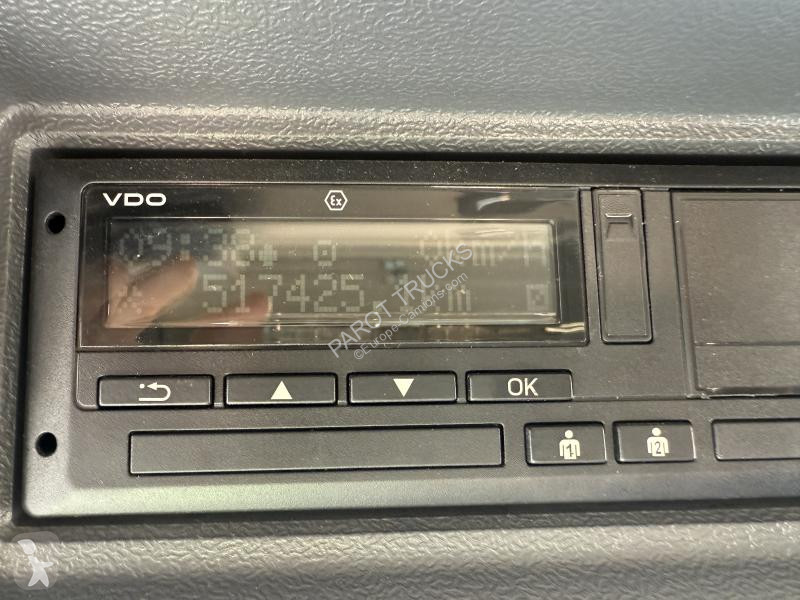 VDO
Ex
09:38 0km/h
517425. km
OK
1
2
PAROT TRUCKS
©Europe-Camions.com